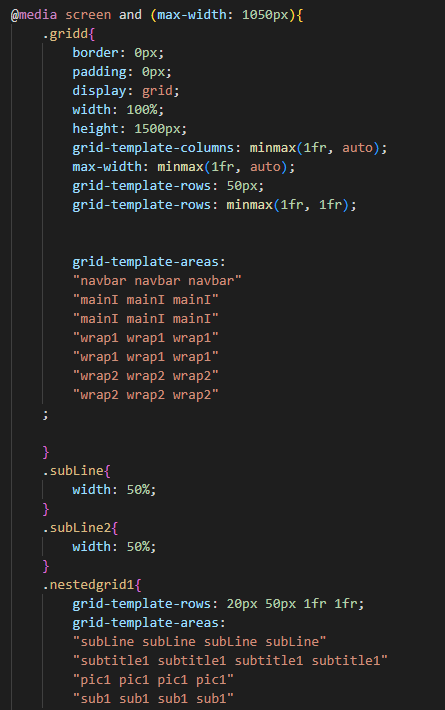 @media screen and (max-width: 1050px){
.gridd{
border: 0px;
padding: 0px;
display: grid;
width: 100%;
height: 1500px;
grid-template-columns: minmax(1fr, auto);
max-width: minmax(1fr, auto);
grid-template-rows: 50px;
grid-template-rows: minmax(1fr, 1fr);
grid-template-areas:
"navbar navbar navbar"
"mainI mainI mainI"
"mainI mainI mainI"
"wrap1 wrap1 wrap1"
"wrap1 wrap1 wrap1"
"wrap2 wrap2 wrap2"
"wrap2 wrap2 wrap2"
;
}
.subLine{
width: 50%;
}
.subLine2{
width: 50%;
}
.nestedgrid1{
grid-template-rows: 20px 50px 1fr 1fr;
grid-template-areas:
"subLine subLine subLine subLine"
"subtitle1 subtitle1 subtitle1 subtitle1"
"pic1 pic1 pic1 pic1"
"sub1 sub1 sub1 sub1"